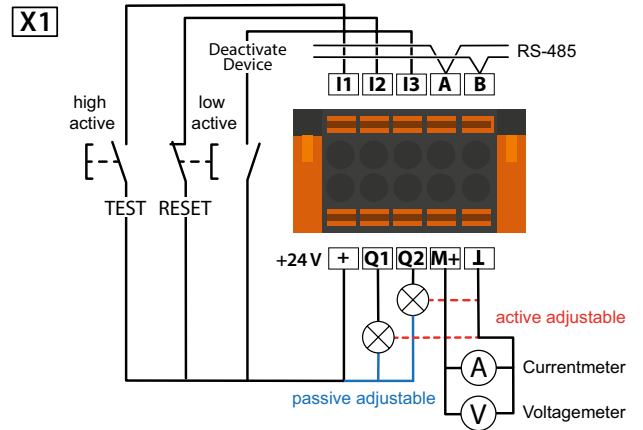 X1
Deactivate
Device
RS-485
I1 I2 I3 A B
high
active
low
active
TEST RESET
+24 V + Q1 Q2 M+ ⊥
active adjustable
passive adjustable
A Currentmeter
V Voltagemeter